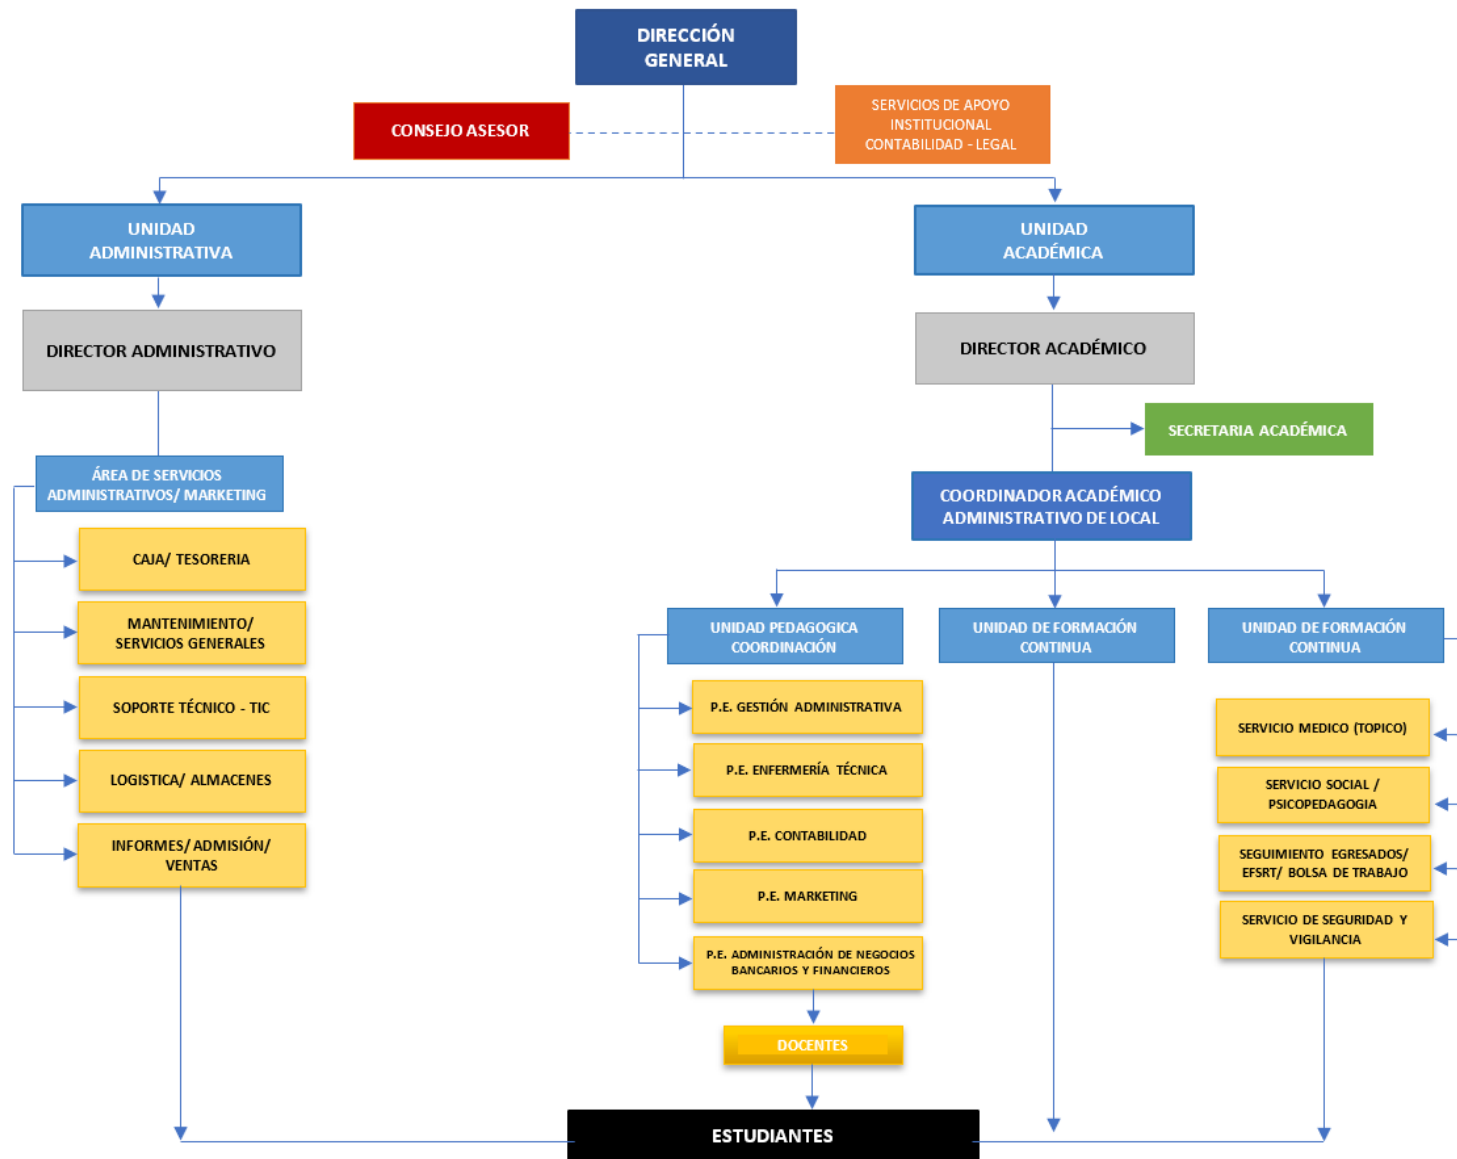 DIRECCIÓN
GENERAL
CONSEJO ASESOR
SERVICIOS DE APOYO
INSTITUCIONAL
CONTABILIDAD - LEGAL
UNIDAD
ADMINISTRATIVA
UNIDAD
ACADÉMICA
DIRECTOR ADMINISTRATIVO
DIRECTOR ACADÉMICO
SECRETARIA ACADÉMICA
ÁREA DE SERVICIOS
ADMINISTRATIVOS/ MARKETING
COORDINADOR ACADÉMICO
ADMINISTRATIVO DE LOCAL
CAJA/ TESORERIA
MANTENIMIENTO/
SERVICIOS GENERALES
SOPORTE TÉCNICO - TIC
LOGISTICA/ ALMACENES
INFORMES/ ADMISIÓN/
VENTAS
UNIDAD PEDAGOGICA
COORDINACIÓN
UNIDAD DE FORMACIÓN
CONTINUA
UNIDAD DE FORMACIÓN
CONTINUA
P.E. GESTIÓN ADMINISTRATIVA
P.E. ENFERMERÍA TÉCNICA
P.E. CONTABILIDAD
P.E. MARKETING
P.E. ADMINISTRACIÓN DE NEGOCIOS
BANCARIOS Y FINANCIEROS
SERVICIO MEDICO (TOPICO)
SERVICIO SOCIAL /
PSICOPEDAGOGIA
SEGUIMIENTO EGRESADOS/
EFSRT/ BOLSA DE TRABAJO
SERVICIO DE SEGURIDAD Y
VIGILANCIA
DOCENTES
ESTUDIANTES